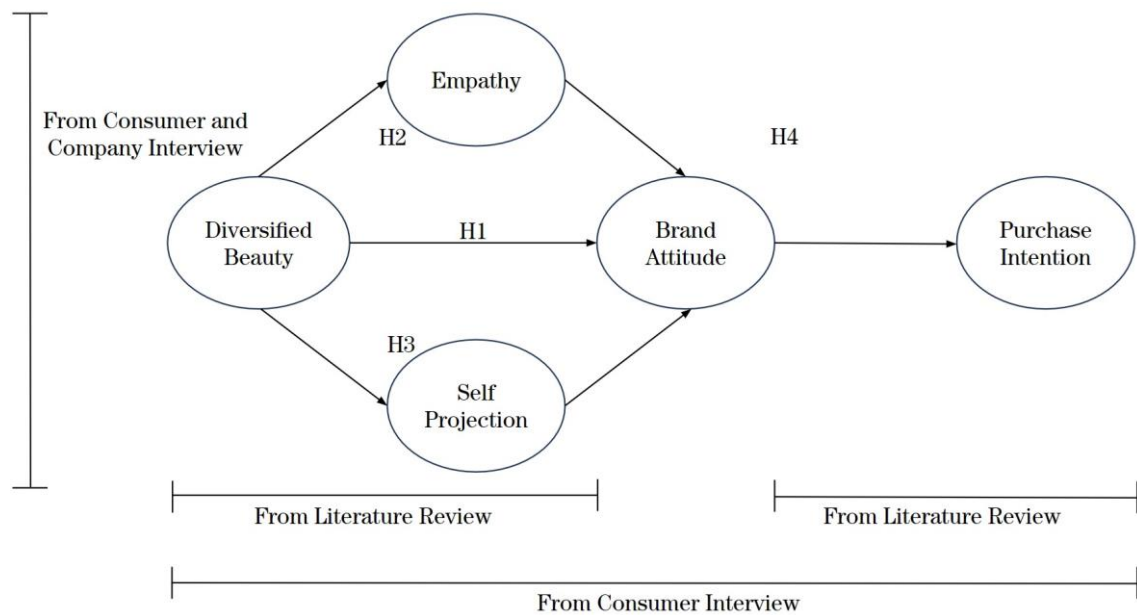 Empathy
From Consumer and
Company Interview
H2
H4
Diversified
Beauty
H1
Brand
Attitude
Purchase
Intention
H3
Self
Projection
From Literature Review
From Literature Review
From Consumer Interview